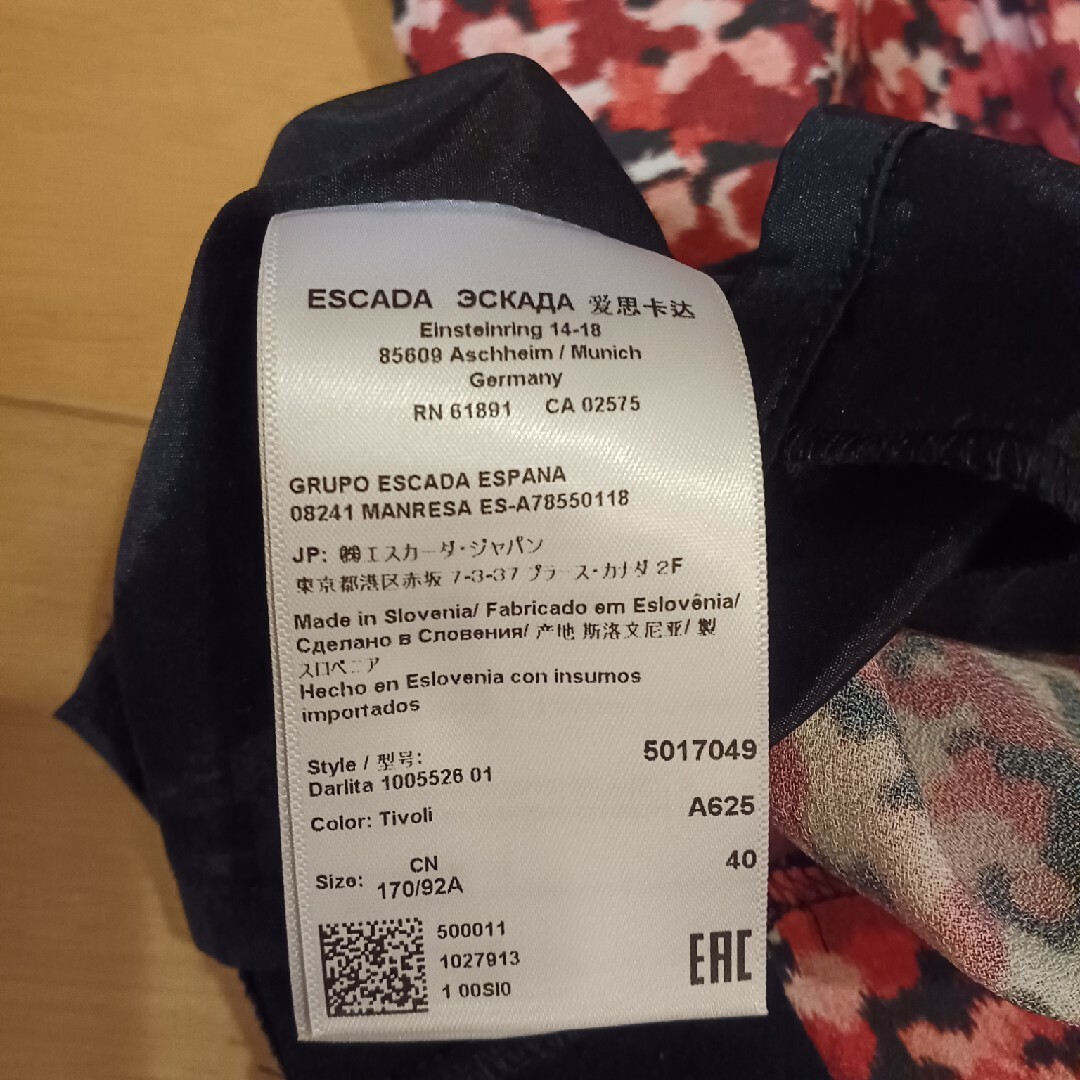 ESCADA ЭСКАДА 爱思卡达
Einsteinring 14-18
85609 Aschheim / Munich
Germany
RN 61891 CA 02575
GRUPO ESCADA ESPANA
08241 MANRESA ES-A78550118
JP: ㈱エスカーダ・ジャパン
東京都港区赤坂 7-3-37 プラース・カナダ 2F
Made in Slovenia/ Fabricado em Eslovênia/
Сделано в Словения/ 产地 斯洛文尼亚/ 製
スロベニア
Hecho en Eslovenia con insumos
importados
Style / 型号: 5017049
Darlita 1005526 01
Color: Tivoli A625
Size: CN 170/92A 40
500011
1027913
1 00SI0
EAC